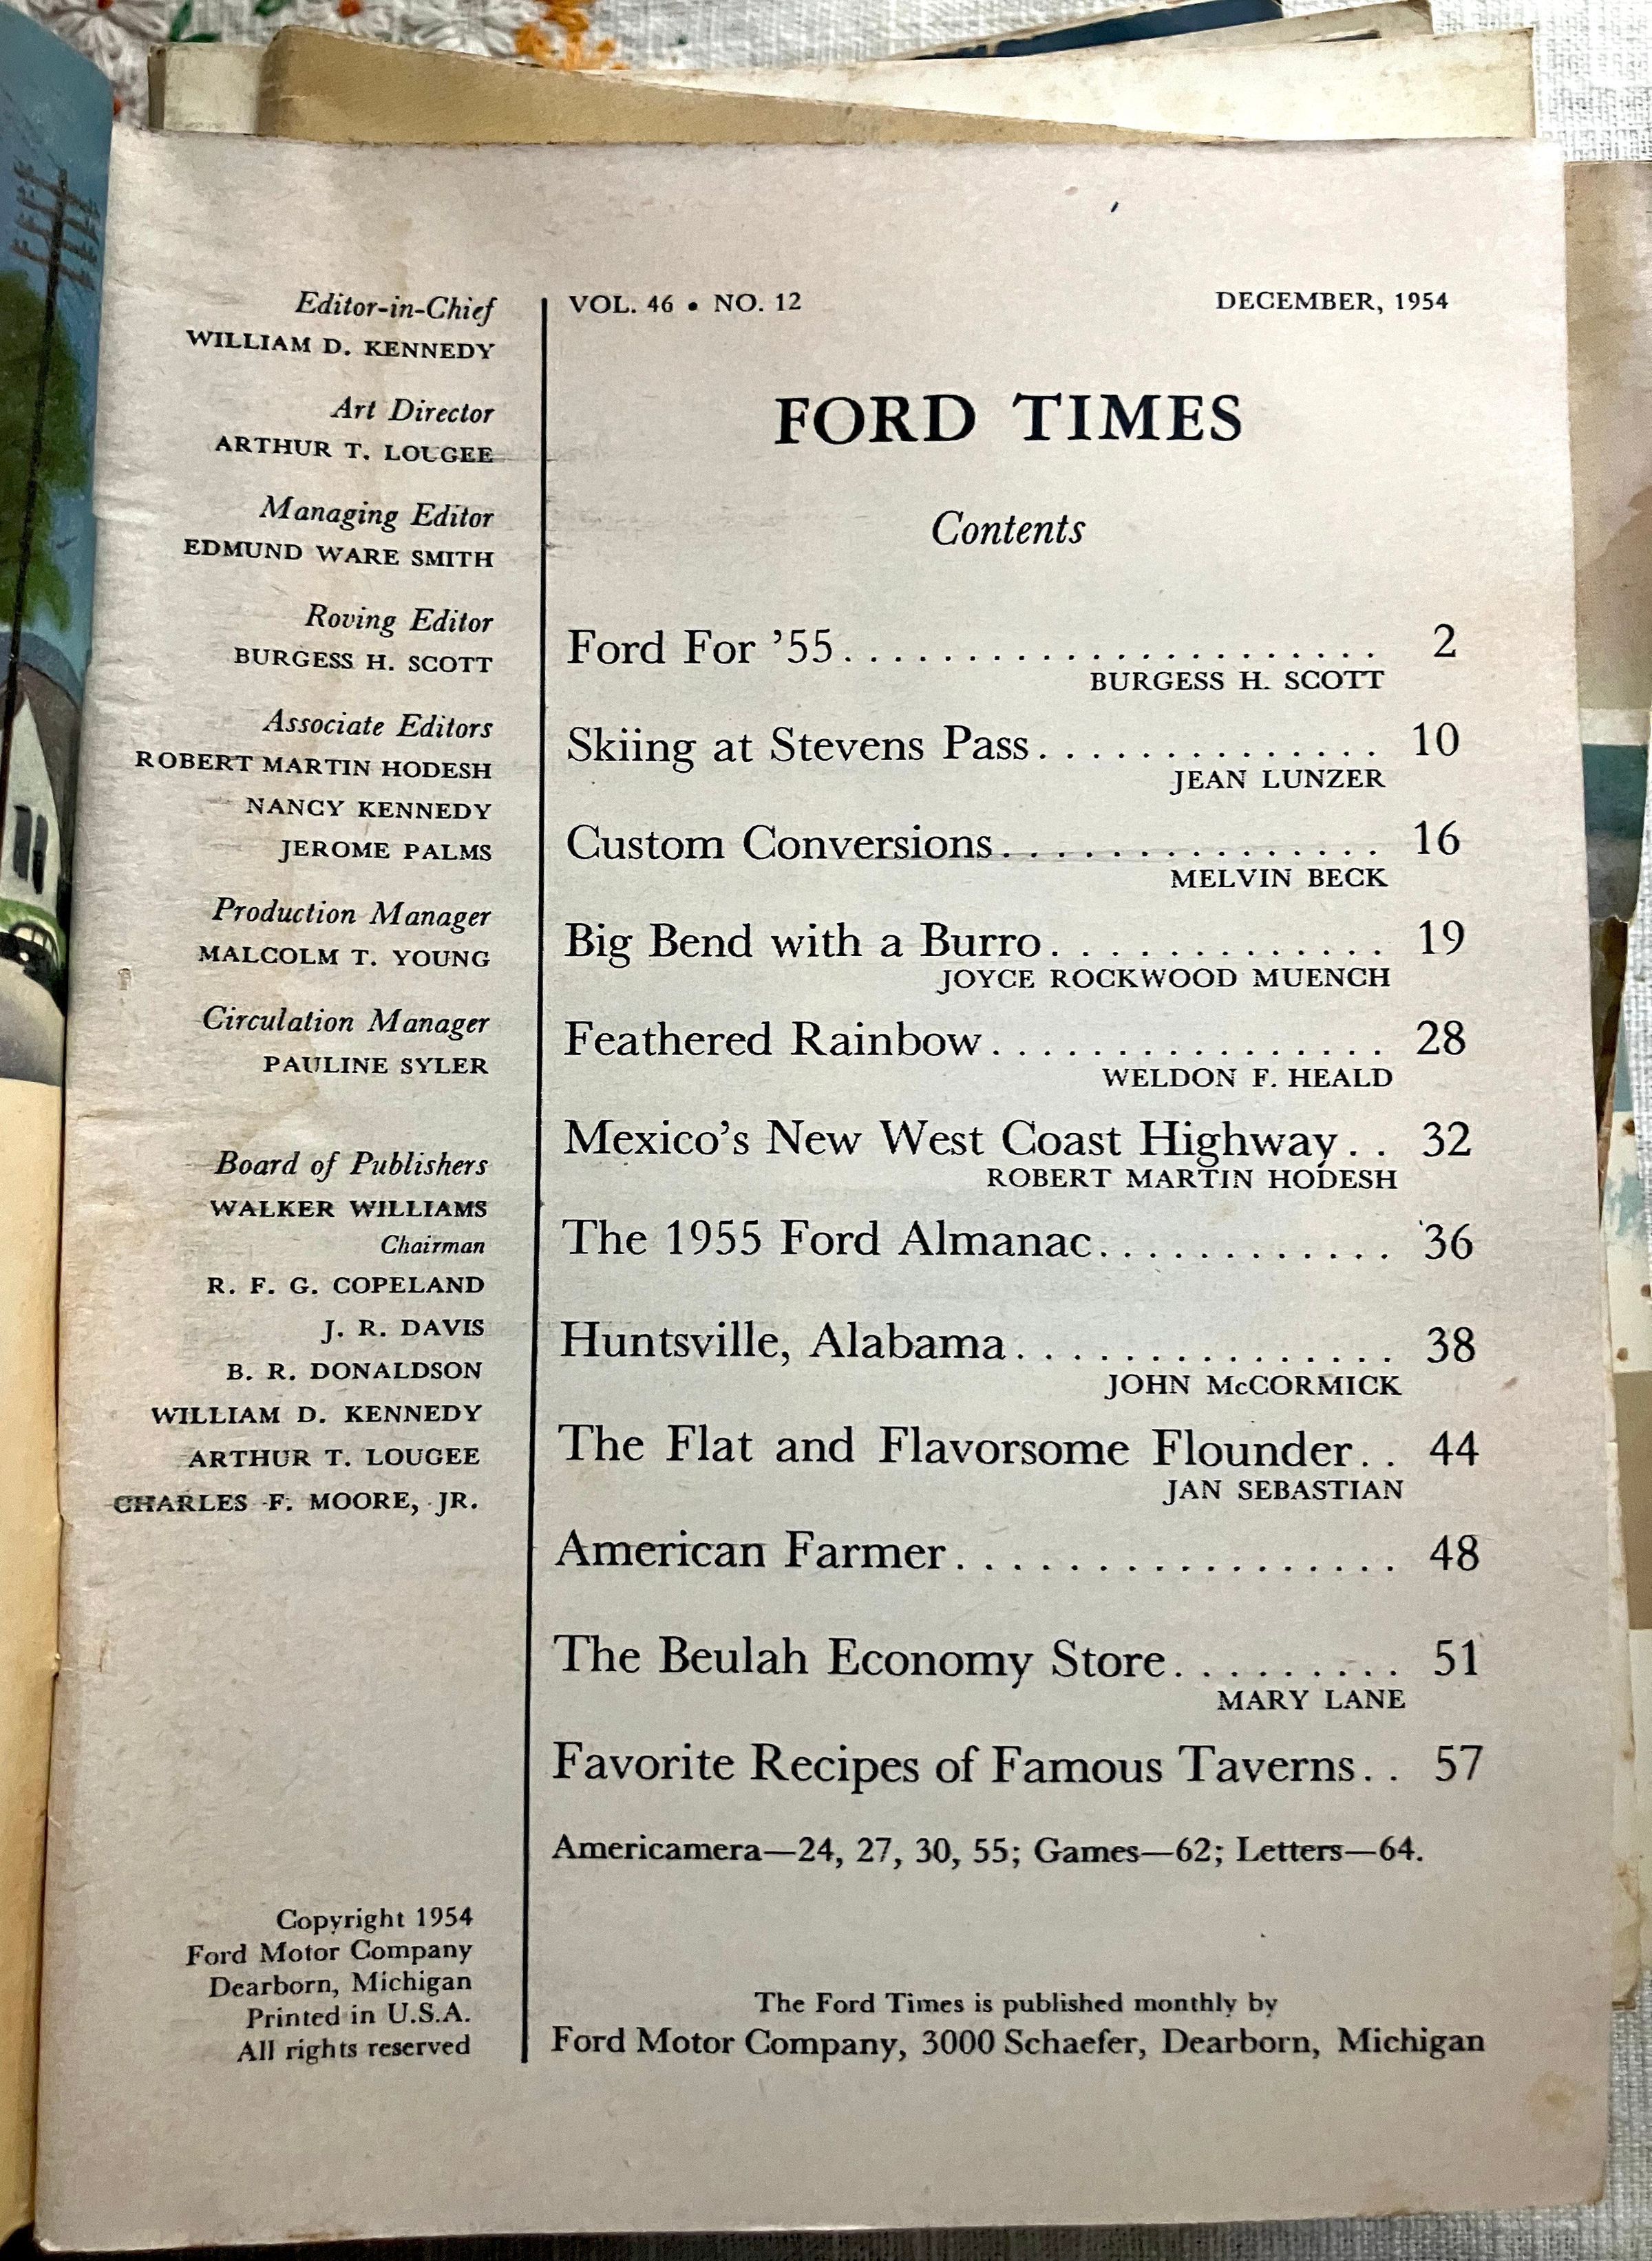 Editor-in-Chief
WILLIAM D. KENNEDY
Art Director
ARTHUR T. LOUGEE
Managing Editor
EDMUND WARE SMITH
Roving Editor
BURGESS H. SCOTT
Associate Editors
ROBERT MARTIN HODESH
NANCY KENNEDY
JEROME PALMS
Production Manager
MALCOLM T. YOUNG
Circulation Manager
PAULINE SYLER
Board of Publishers
WALKER WILLIAMS
Chairman
R. F. G. COPELAND
J. R. DAVIS
B. R. DONALDSON
WILLIAM D. KENNEDY
ARTHUR T. LOUGEE
CHARLES F. MOORE, JR.
Copyright 1954
Ford Motor Company
Dearborn, Michigan
Printed in U.S.A.
All rights reserved
VOL. 46 • NO. 12 DECEMBER, 1954
FORD TIMES
Contents
Ford For ’55. . . . . . . . . . . . . . . . . . . . . . 2
BURGESS H. SCOTT
Skiing at Stevens Pass. . . . . . . . . . . . . . 10
JEAN LUNZER
Custom Conversions. . . . . . . . . . . . . . . . 16
MELVIN BECK
Big Bend with a Burro. . . . . . . . . . . . . . 19
JOYCE ROCKWOOD MUENCH
Feathered Rainbow. . . . . . . . . . . . . . . . . 28
WELDON F. HEALD
Mexico’s New West Coast Highway. . 32
ROBERT MARTIN HODESH
The 1955 Ford Almanac. . . . . . . . . . . . 36
Huntsville, Alabama. . . . . . . . . . . . . . . 38
JOHN McCORMICK
The Flat and Flavorsome Flounder. . 44
JAN SEBASTIAN
American Farmer. . . . . . . . . . . . . . . . . 48
The Beulah Economy Store. . . . . . . . . 51
MARY LANE
Favorite Recipes of Famous Taverns. . 57
Americamera—24, 27, 30, 55; Games—62; Letters—64.
The Ford Times is published monthly by
Ford Motor Company, 3000 Schaefer, Dearborn, Michigan